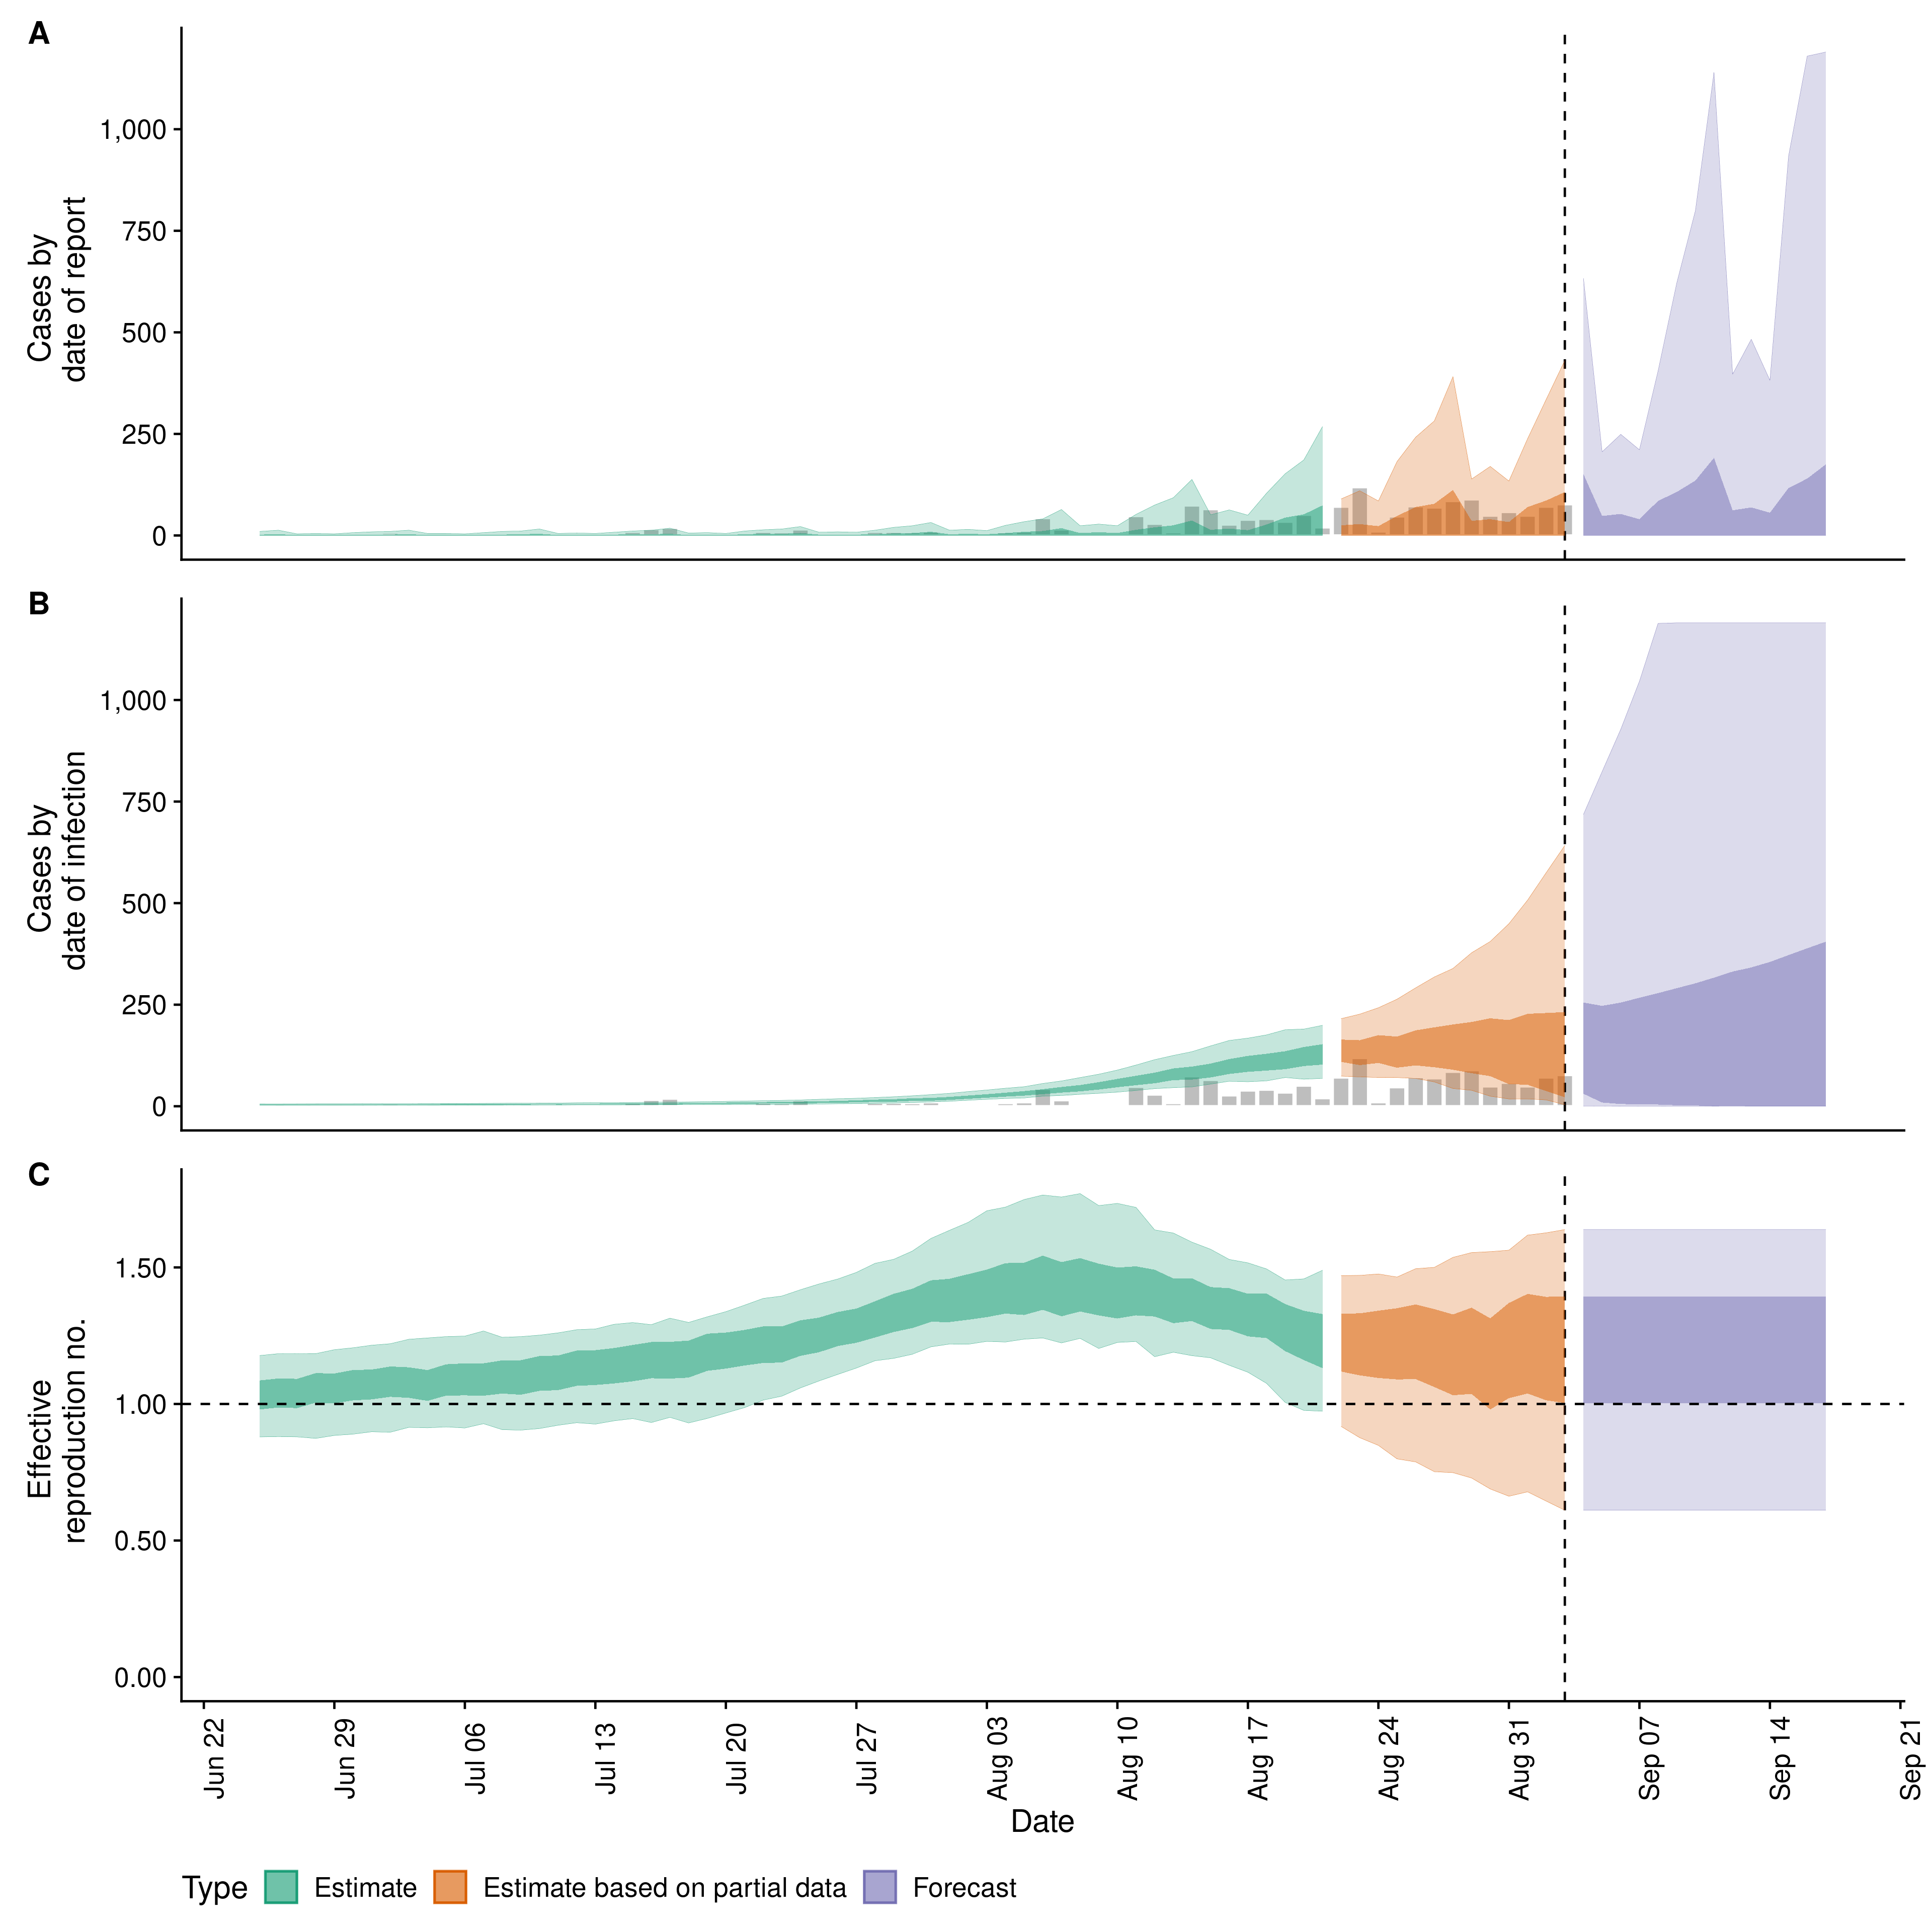 A
Cases by
date of report
1,000
750
500
250
0
B
Cases by
date of infection
1,000
750
500
250
0
C
Effective
reproduction no.
1.50
1.00
0.50
0.00
Jun 22
Jun 29
Jul 06
Jul 13
Jul 20
Jul 27
Aug 03
Aug 10
Aug 17
Aug 24
Aug 31
Sep 07
Sep 14
Sep 21
Date
Type
Estimate
Estimate based on partial data
Forecast